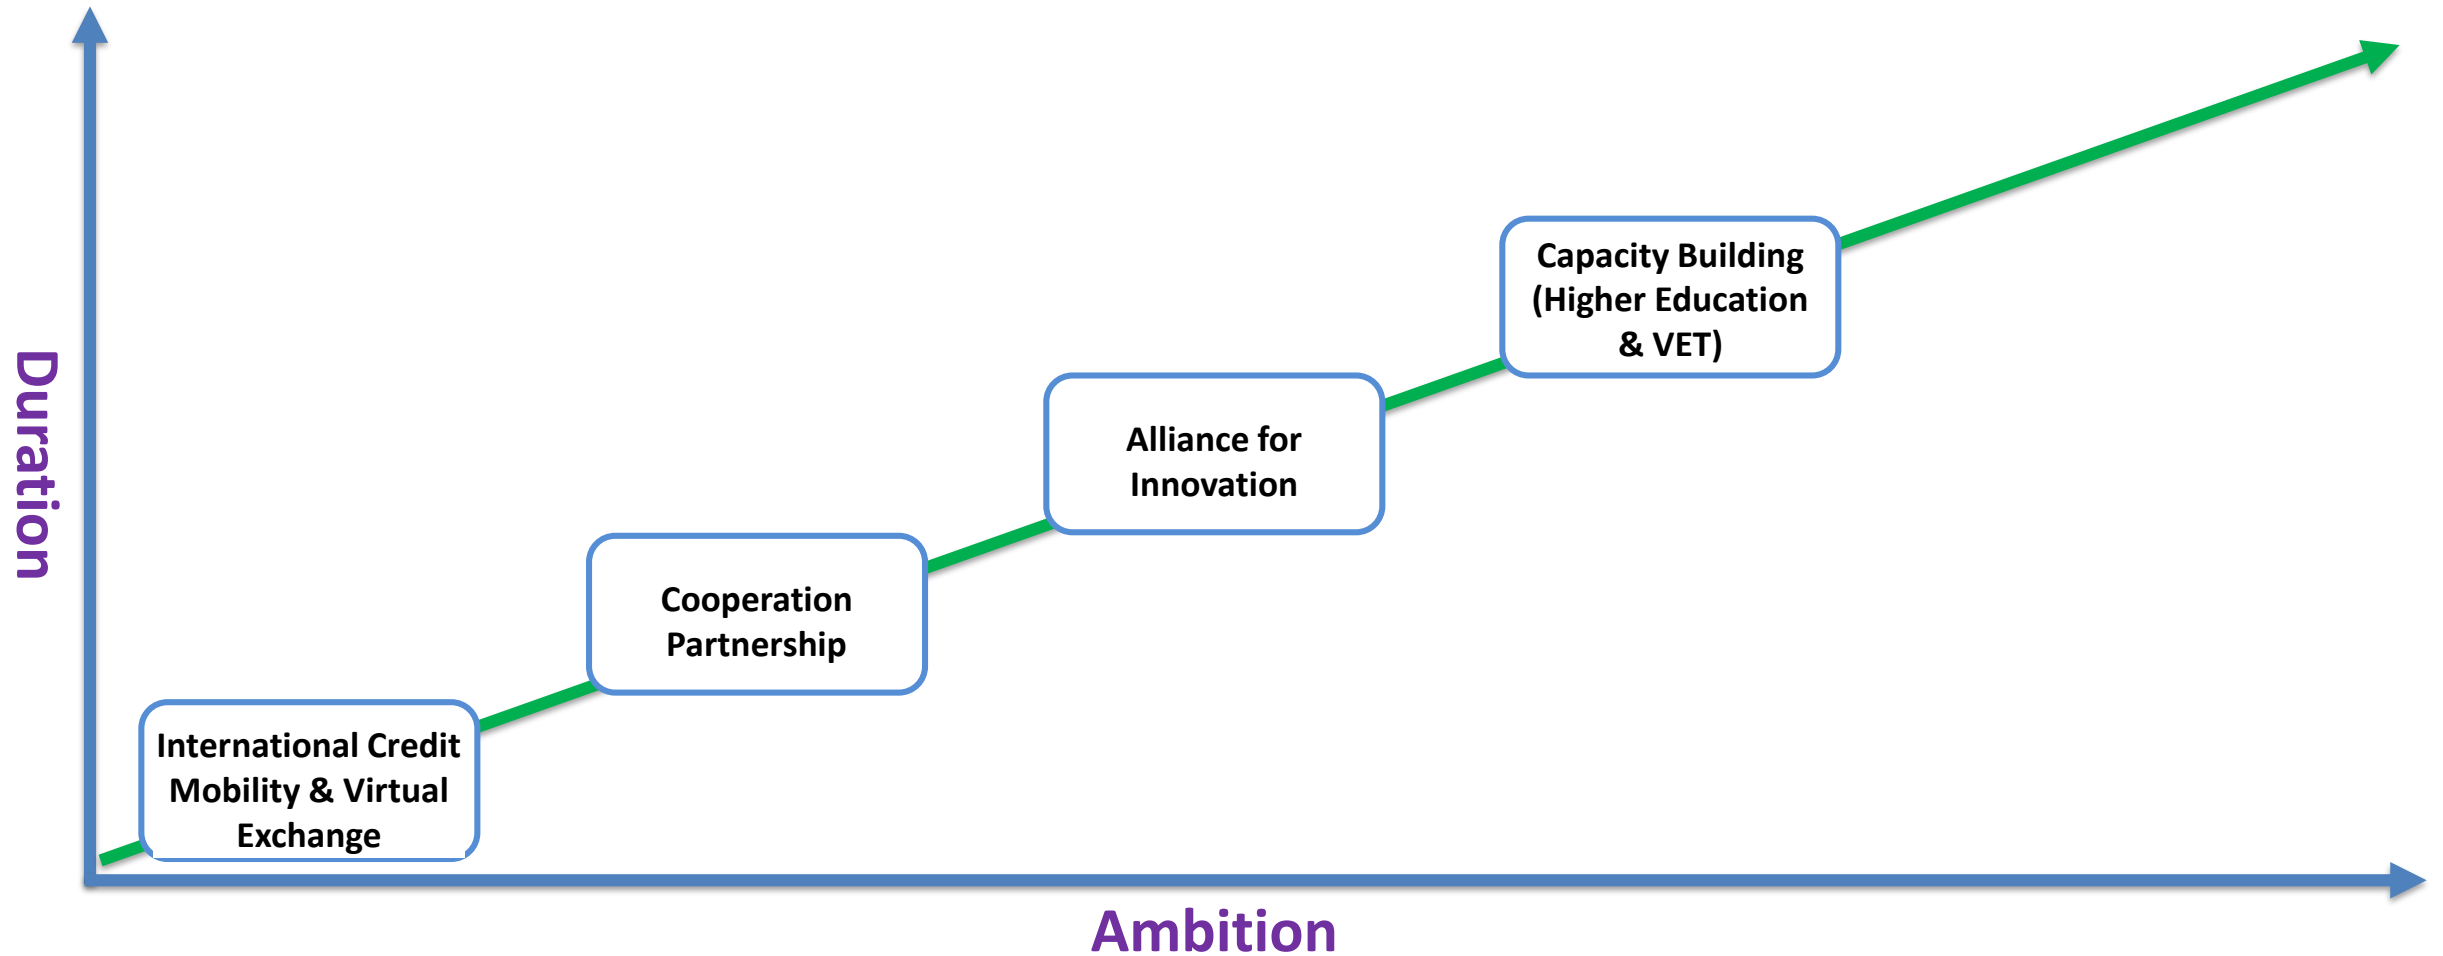 Duration
Capacity Building
(Higher Education
& VET)
Alliance for
Innovation
Cooperation
Partnership
International Credit
Mobility & Virtual
Exchange
Ambition